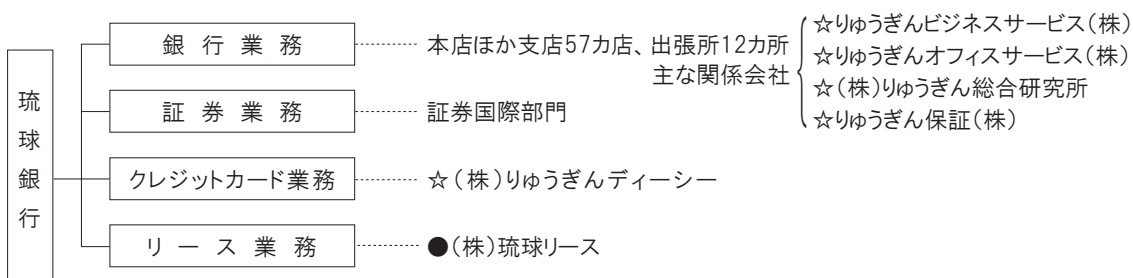 琉球銀行
銀行業務
本店ほか支店57カ店、出張所12カ所
主な関係会社
☆りゅうぎんビジネスサービス(株)
☆りゅうぎんオフィスサービス(株)
☆(株)りゅうぎん総合研究所
☆りゅうぎん保証(株)
証券業務
証券国際部門
クレジットカード業務
☆(株)りゅうぎんディーシー
リース業務
●(株)琉球リース